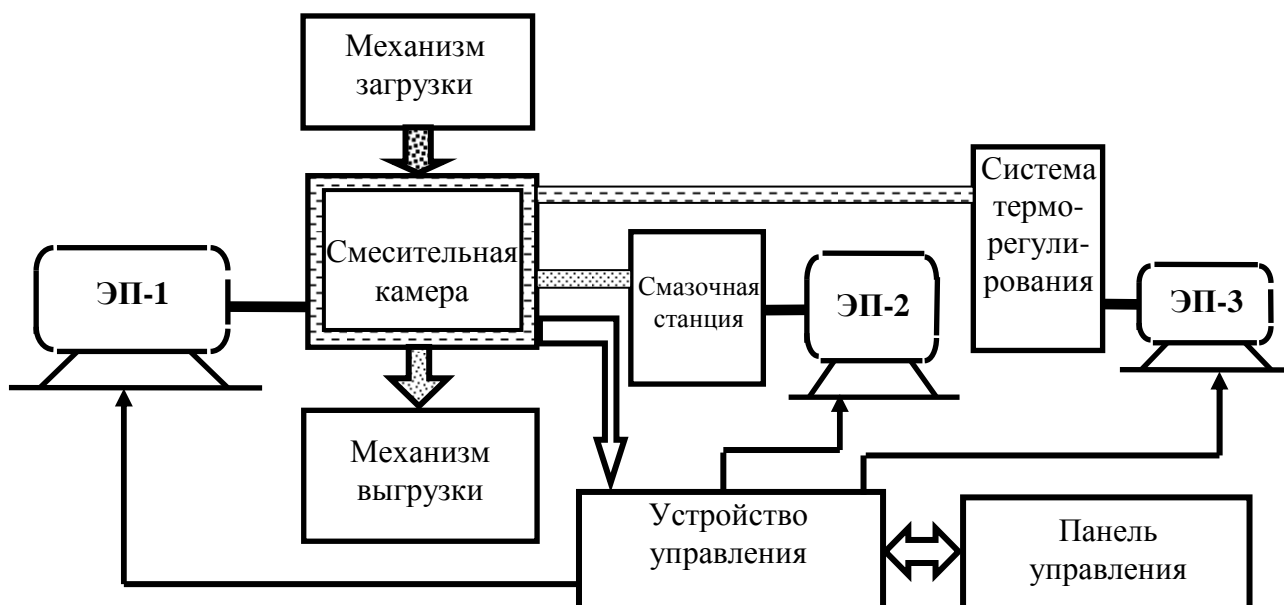 Механизм
загрузки
Система
термо-
регули-
рования
Смесительная
камера
ЭП-1
Смазочная
станция
ЭП-2
ЭП-3
Механизм
выгрузки
Устройство
управления
Панель
управления